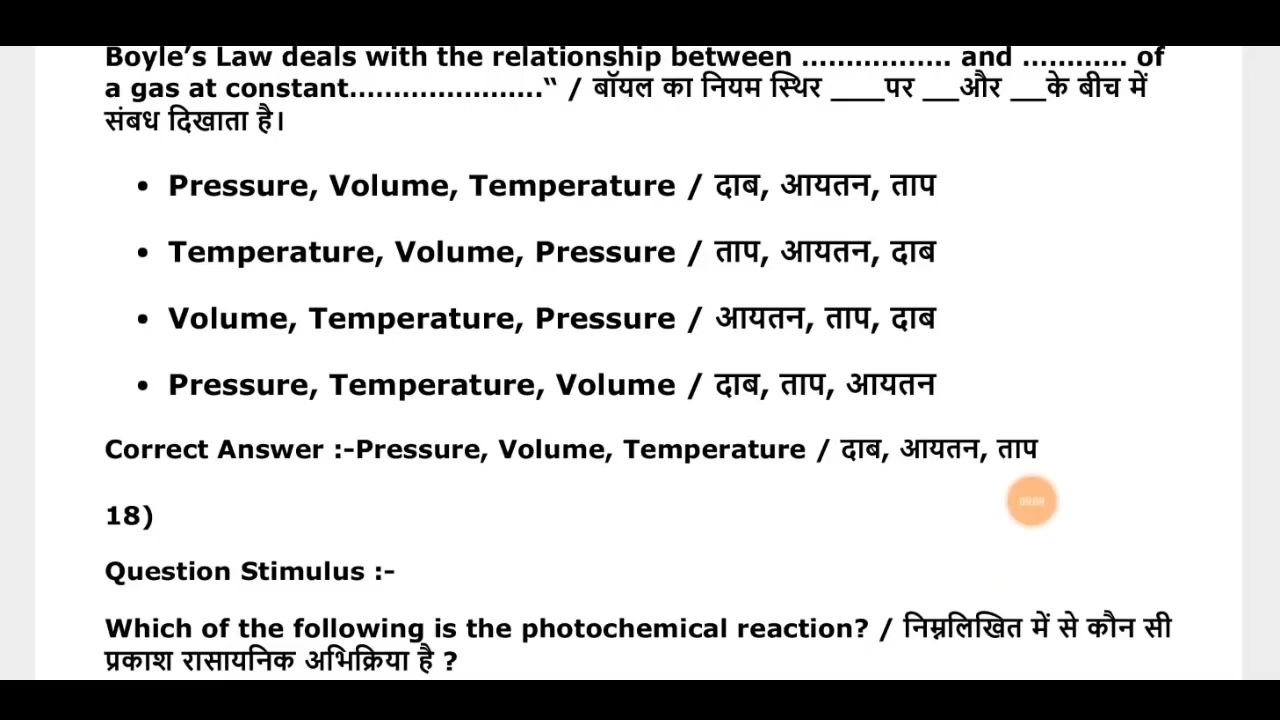 Boyle’s Law deals with the relationship between ................. and ............ of
a gas at constant......................“ / बॉयल का नियम स्थिर ____पर ___और ___के बीच में
संबध दिखाता है।
• Pressure, Volume, Temperature / दाब, आयतन, ताप
• Temperature, Volume, Pressure / ताप, आयतन, दाब
• Volume, Temperature, Pressure / आयतन, ताप, दाब
• Pressure, Temperature, Volume / दाब, ताप, आयतन
Correct Answer :-Pressure, Volume, Temperature / दाब, आयतन, ताप
09:08
18)
Question Stimulus :-
Which of the following is the photochemical reaction? / निम्नलिखित में से कौन सी
प्रकाश रासायनिक अभिक्रिया है ?